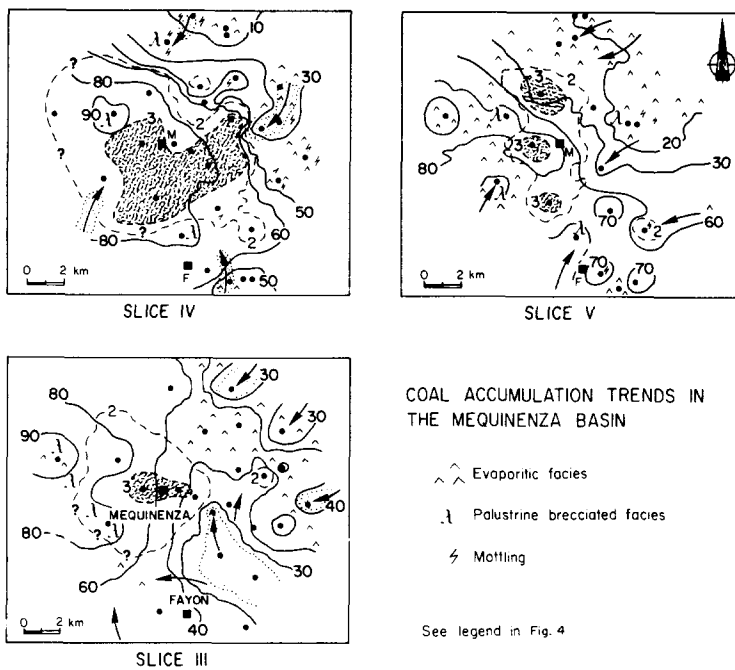 10
80
30
90
3
M
2
?
?
50
?
80
60
2
0 2 km
F
50
SLICE IV
3
2
3
M
20
80
30
3
70
60
2
70
70
0 2 km
F
SLICE V
80
30
2
90
30
3
2
MEQUINENZA
40
?
80
?
30
60
FAYON
0 2 km
40
SLICE III
COAL ACCUMULATION TRENDS IN
THE MEQUINENZA BASIN
Evaporitic facies
Palustrine brecciated facies
Mottling
See legend in Fig. 4